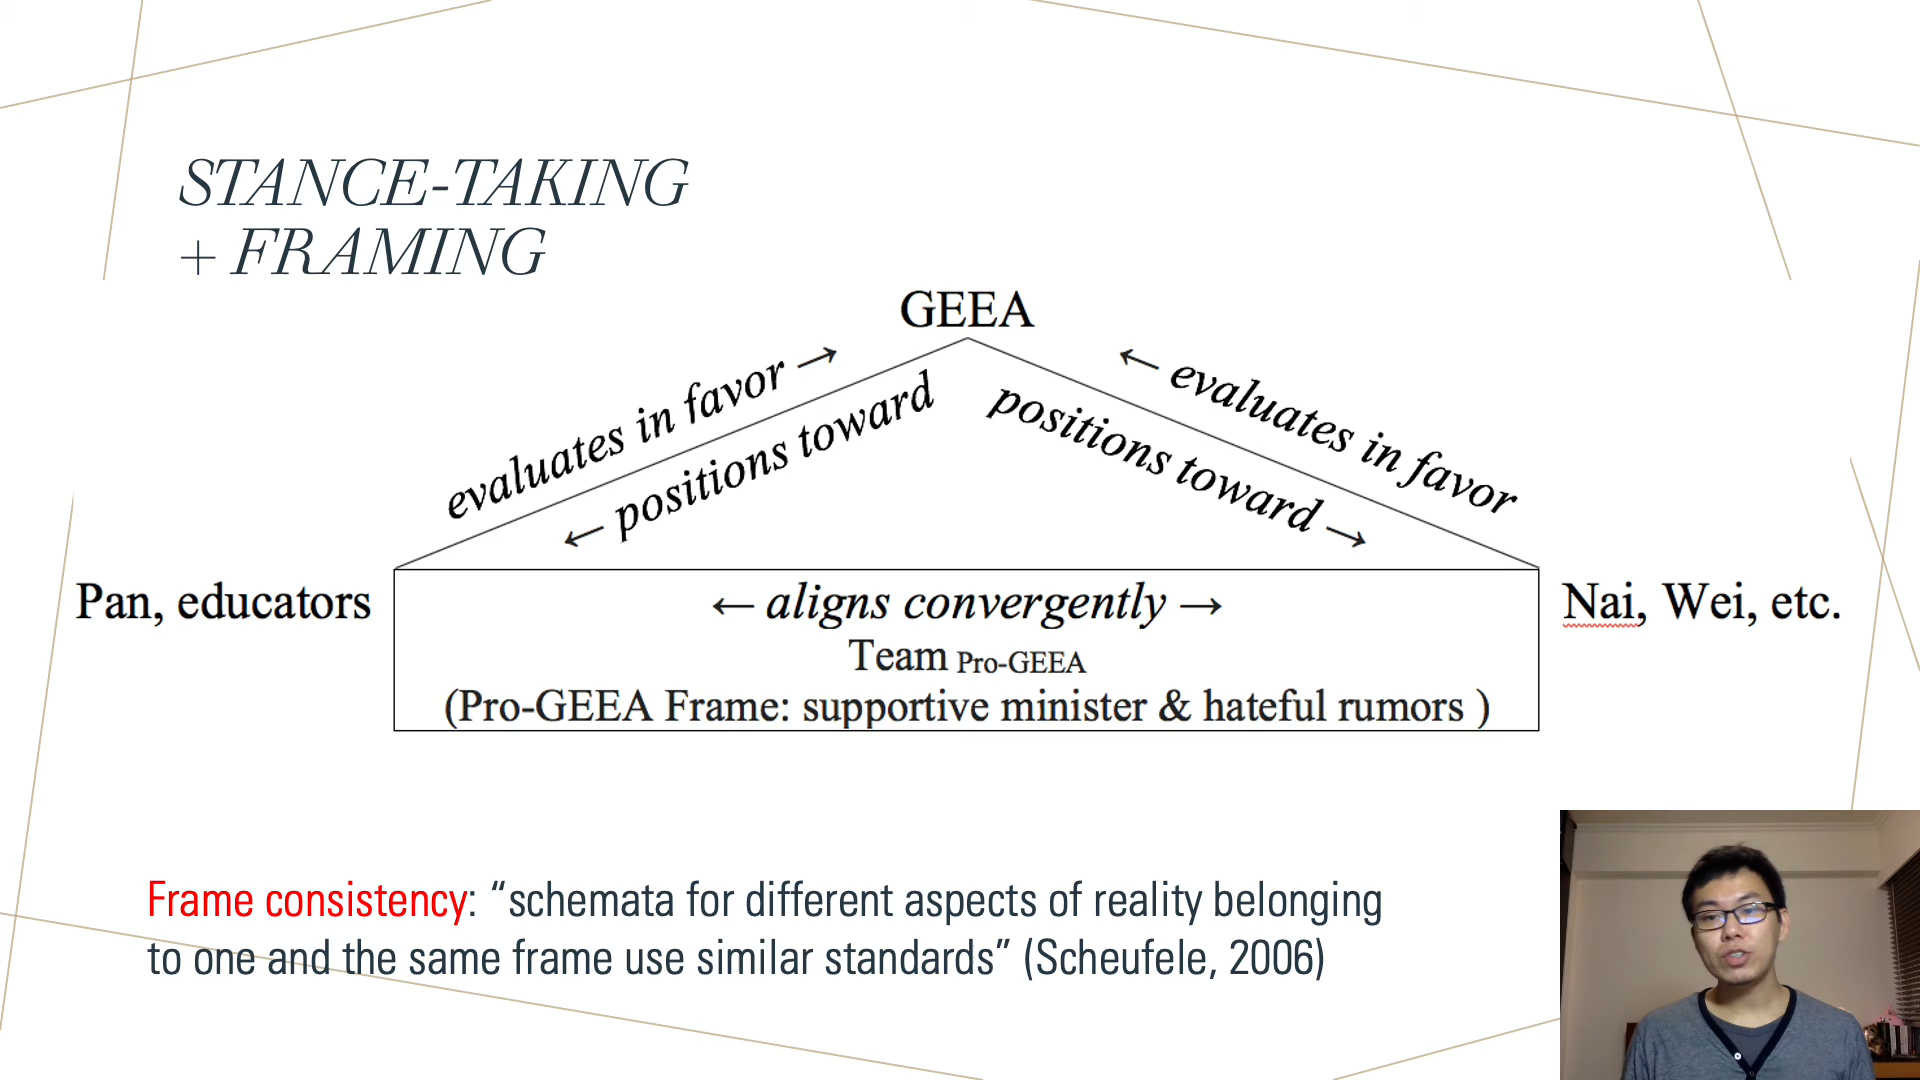 STANCE-TAKING
+ FRAMING
GEEA
evaluates in favor →
← positions toward
← evaluates in favor
positions toward →
Pan, educators
← aligns convergently →
Nai, Wei, etc.
Team Pro-GEEA
(Pro-GEEA Frame: supportive minister & hateful rumors )
Frame consistency: “schemata for different aspects of reality belonging
to one and the same frame use similar standards” (Scheufele, 2006)